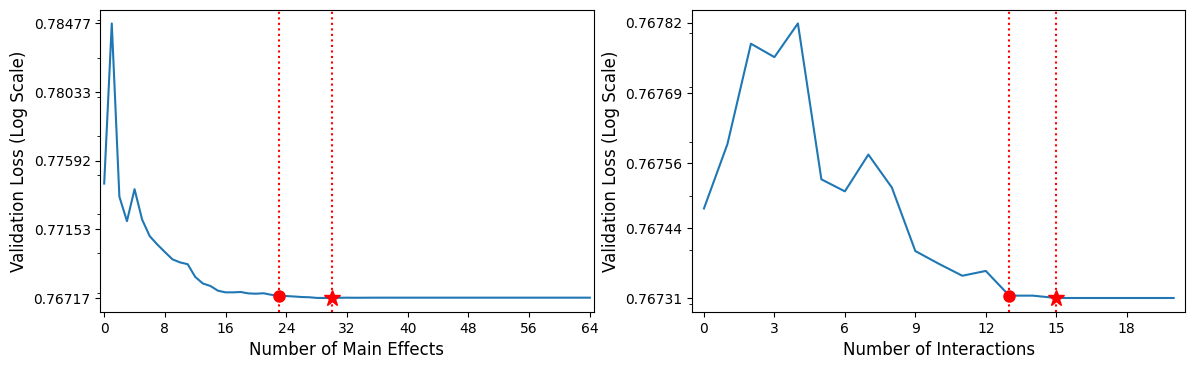 0.78477
0.78033
0.77592
0.77153
0.76717
Validation Loss (Log Scale)
0 8 16 24 32 40 48 56 64
Number of Main Effects
0.76782
0.76769
0.76756
0.76744
0.76731
Validation Loss (Log Scale)
0 3 6 9 12 15 18
Number of Interactions